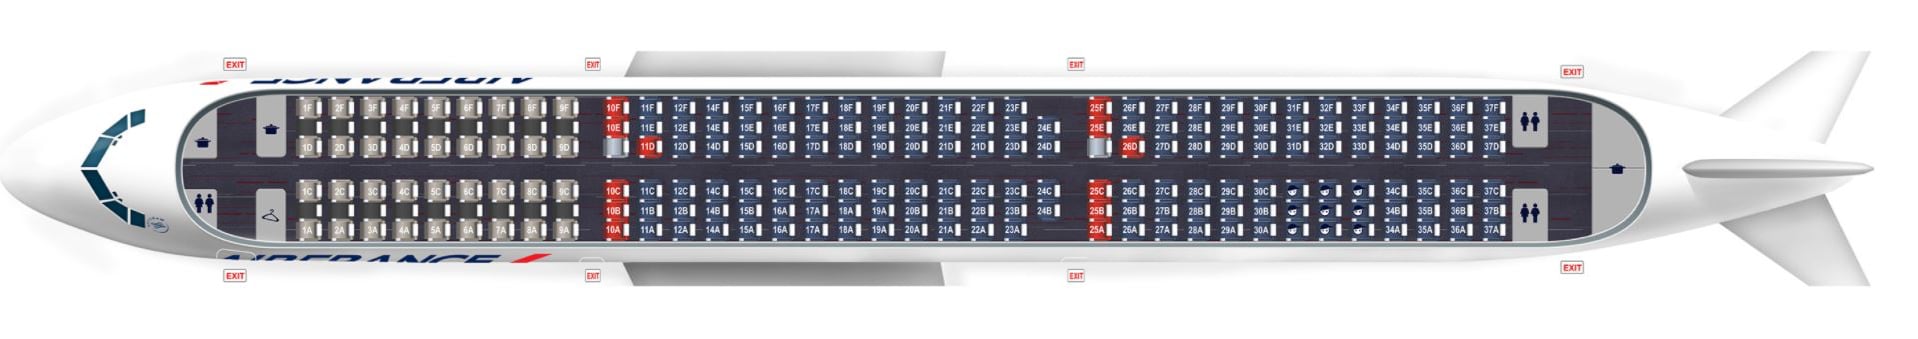 EXIT EXIT EXIT EXIT
1F 2F 3F 4F 5F 6F 7F 8F 9F 10F 11F 12F 14F 15F 16F 17F 18F 19F 20F 21F 22F 23F 25F 26F 27F 28F 29F 30F 31F 32F 33F 34F 35F 36F 37F
10E 11E 12E 14E 15E 16E 17E 18E 19E 20E 21E 22E 23E 24E 25E 26E 27E 28E 29E 30E 31E 32E 33E 34E 35E 36E 37E
1D 2D 3D 4D 5D 6D 7D 8D 9D 11D 12D 14D 15D 16D 17D 18D 19D 20D 21D 22D 23D 24D 26D 27D 28D 29D 30D 31D 32D 33D 34D 35D 36D 37D
1C 2C 3C 4C 5C 6C 7C 8C 9C 10C 11C 12C 14C 15C 16C 17C 18C 19C 20C 21C 22C 23C 24C 25C 26C 27C 28C 29C 30C 34C 35C 36C 37C
10B 11B 12B 14B 15B 16A 17A 18A 19A 20B 21B 22B 23B 24B 25B 26B 27B 28B 29B 30B 34B 35B 36B 37B
1A 2A 3A 4A 5A 6A 7A 8A 9A 10A 11A 12A 14A 15A 16A 17A 18A 19A 20A 21A 22A 23A 25A 26A 27A 28A 29A 30A 34A 35A 36A 37A
AIRFRANCE
EXIT EXIT EXIT EXIT